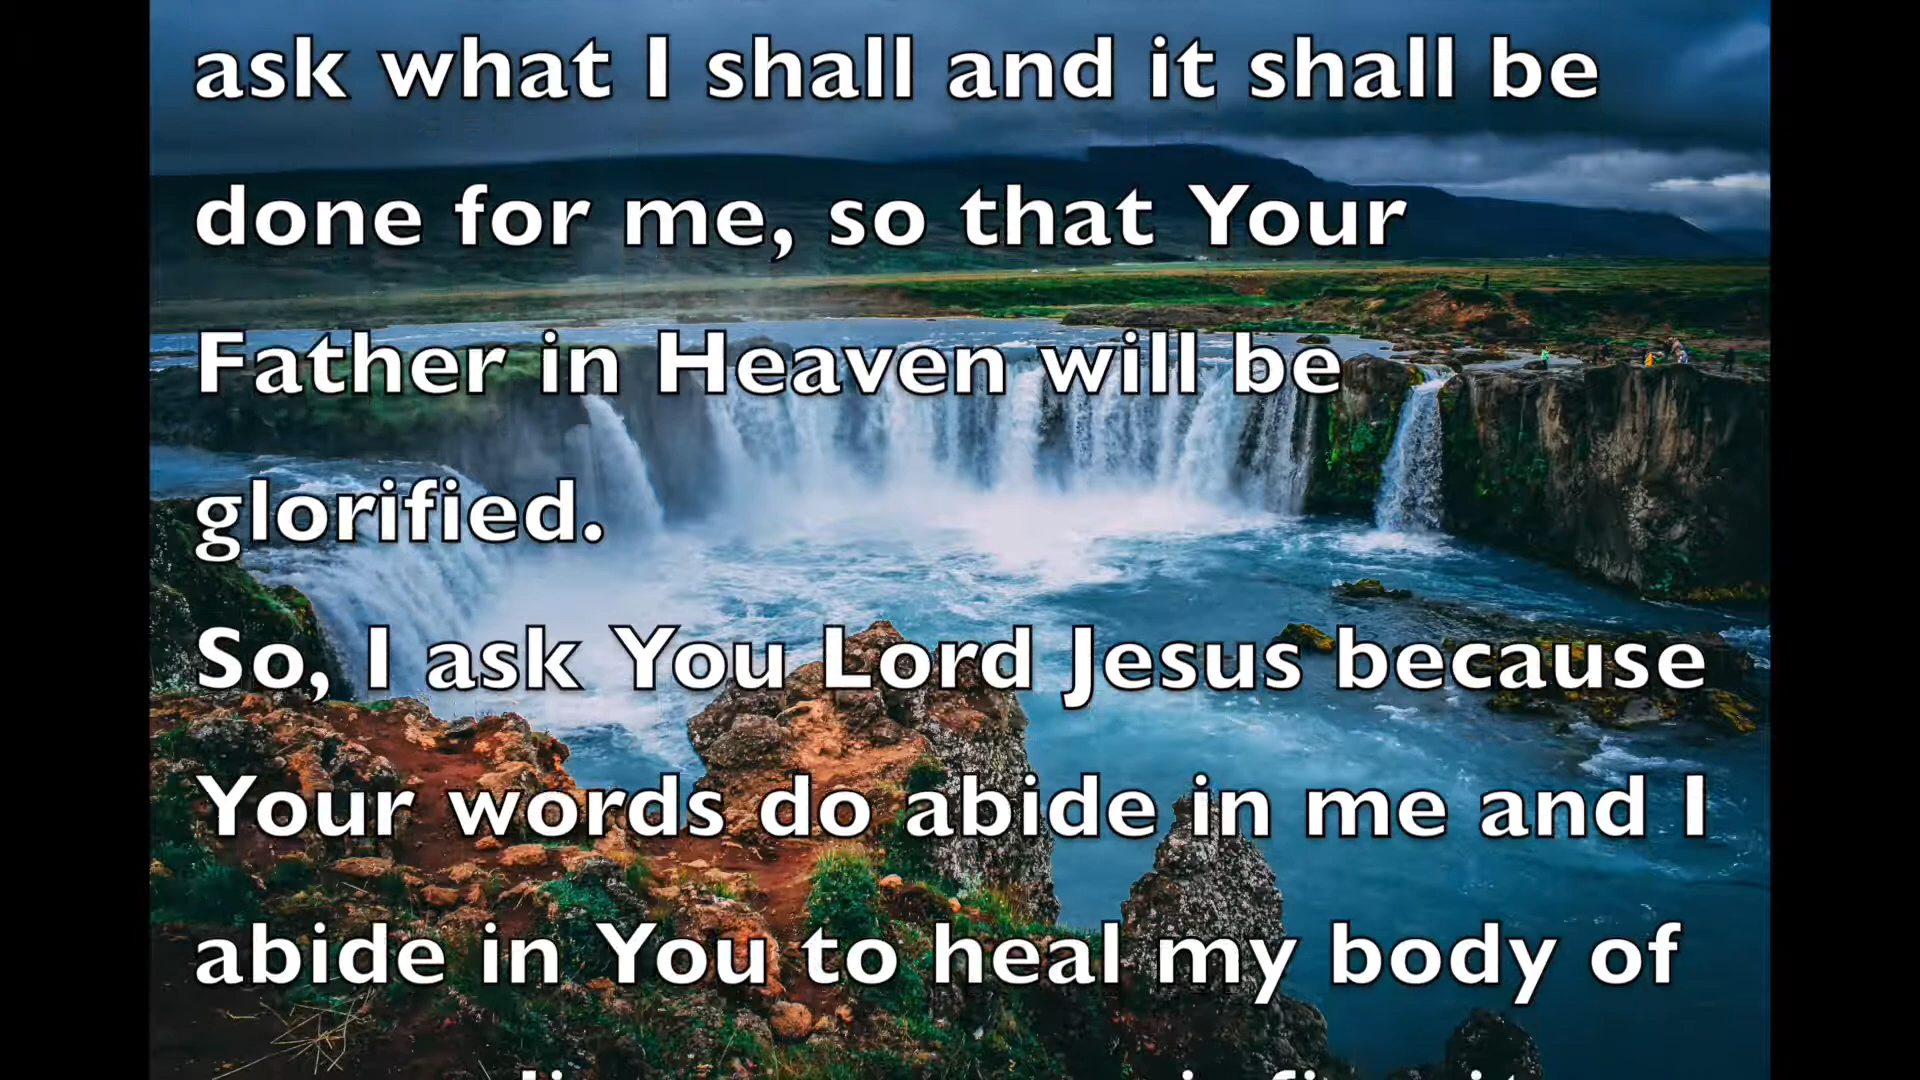 ask what I shall and it shall be
done for me, so that Your
Father in Heaven will be
glorified.
So, I ask You Lord Jesus because
Your words do abide in me and I
abide in You to heal my body of